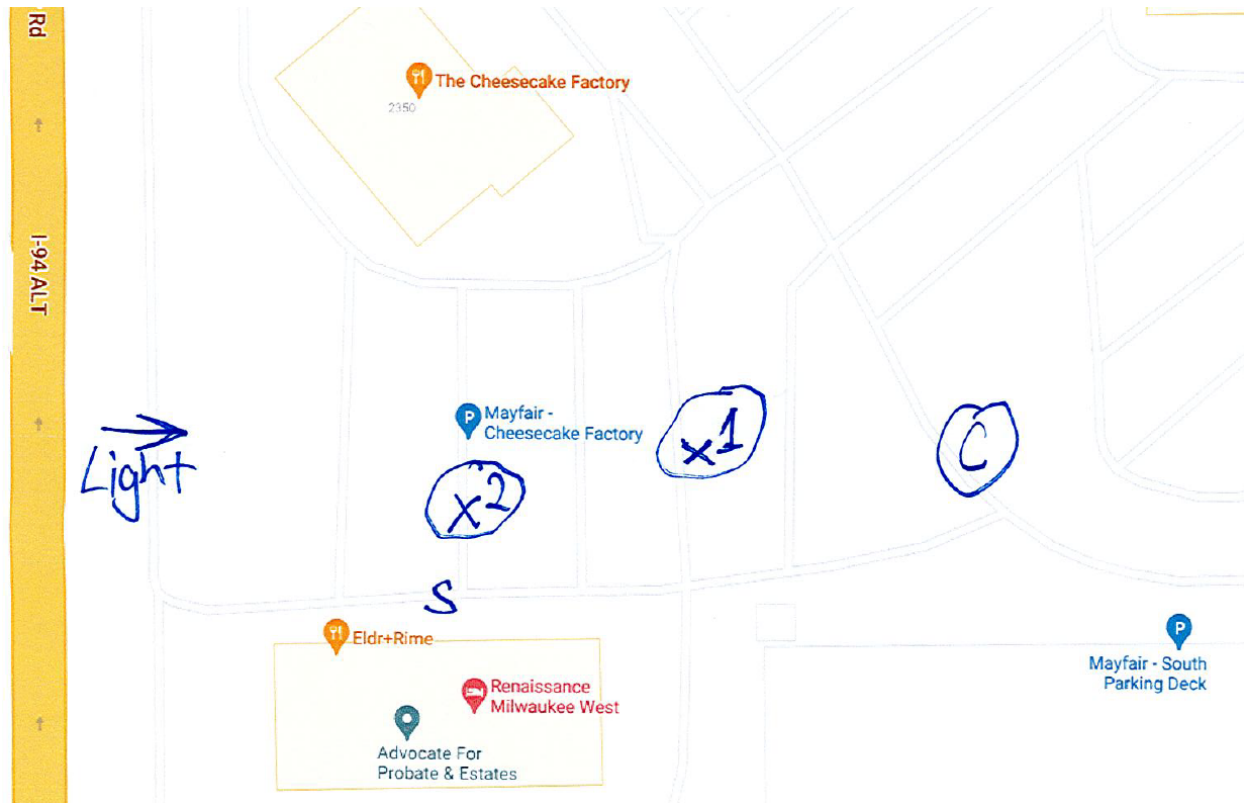 Rd
The Cheesecake Factory
2350
I-94 ALT
Mayfair -
Cheesecake Factory
x1
C
Light
x2
S
Eldr+Rime
Renaissance
Milwaukee West
Mayfair - South
Parking Deck
Advocate For
Probate & Estates